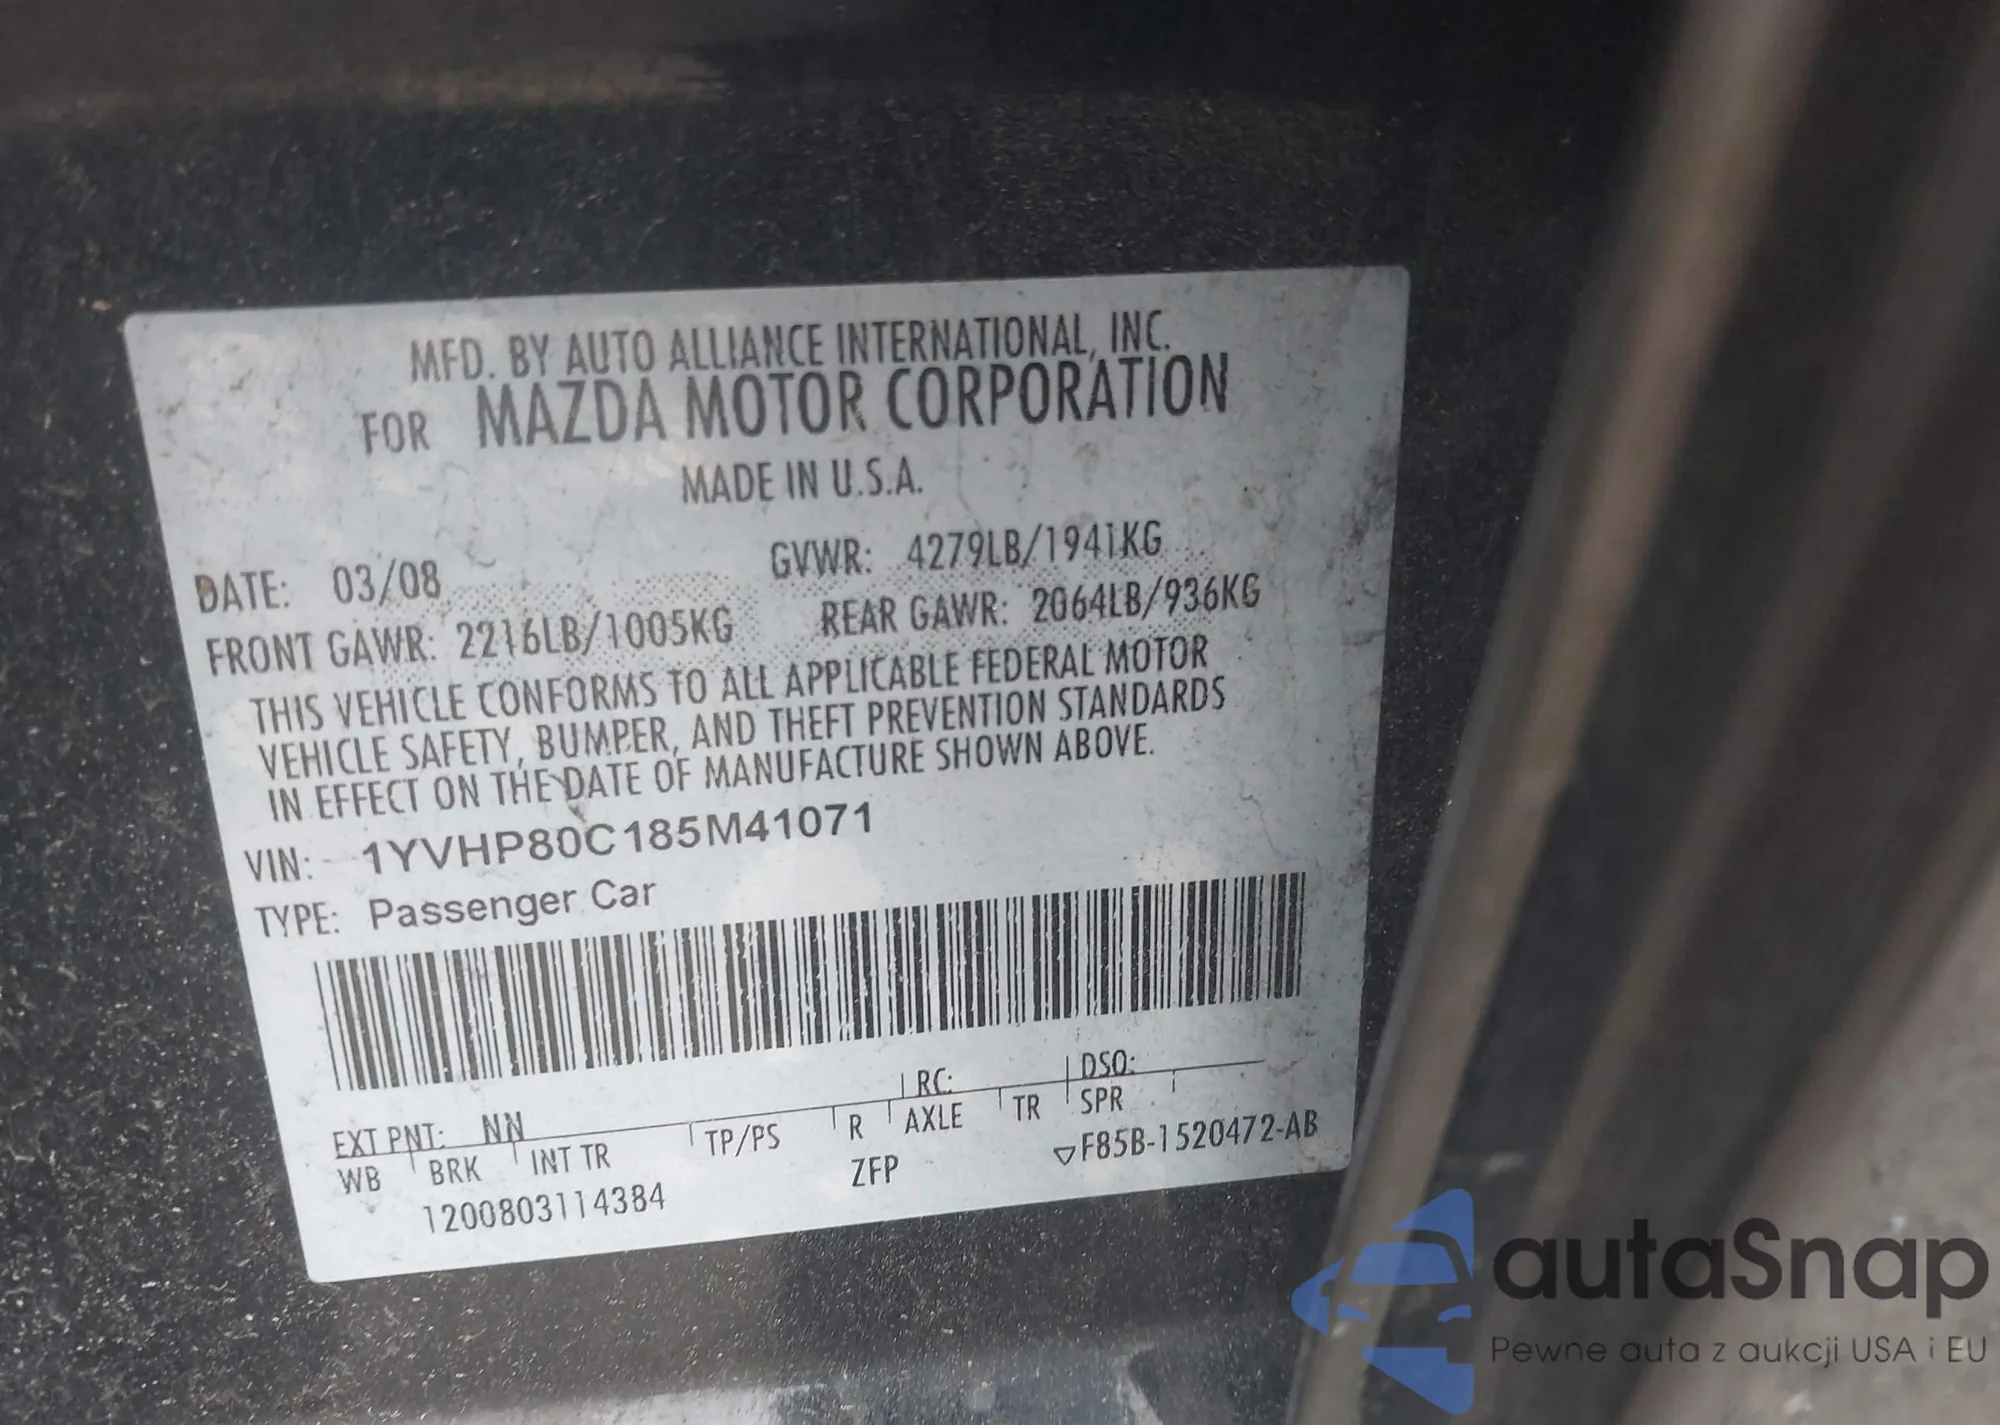 MFD. BY AUTO ALLIANCE INTERNATIONAL, INC.
FOR MAZDA MOTOR CORPORATION
MADE IN U.S.A.
DATE: 03/08 GVWR: 4279LB/1941KG
FRONT GAWR: 2216LB/1005KG REAR GAWR: 2064LB/936KG
THIS VEHICLE CONFORMS TO ALL APPLICABLE FEDERAL MOTOR
VEHICLE SAFETY, BUMPER, AND THEFT PREVENTION STANDARDS
IN EFFECT ON THE DATE OF MANUFACTURE SHOWN ABOVE.
VIN: 1YVHP80C185M41071
TYPE: Passenger Car
EXT PNT: NN RC: DSO:
WB BRK INT TR TP/PS R AXLE TR SPR
1200803114384 ZFP ▽F85B-1520472-AB
autaSnap
Pewne auta z aukcji USA i EU